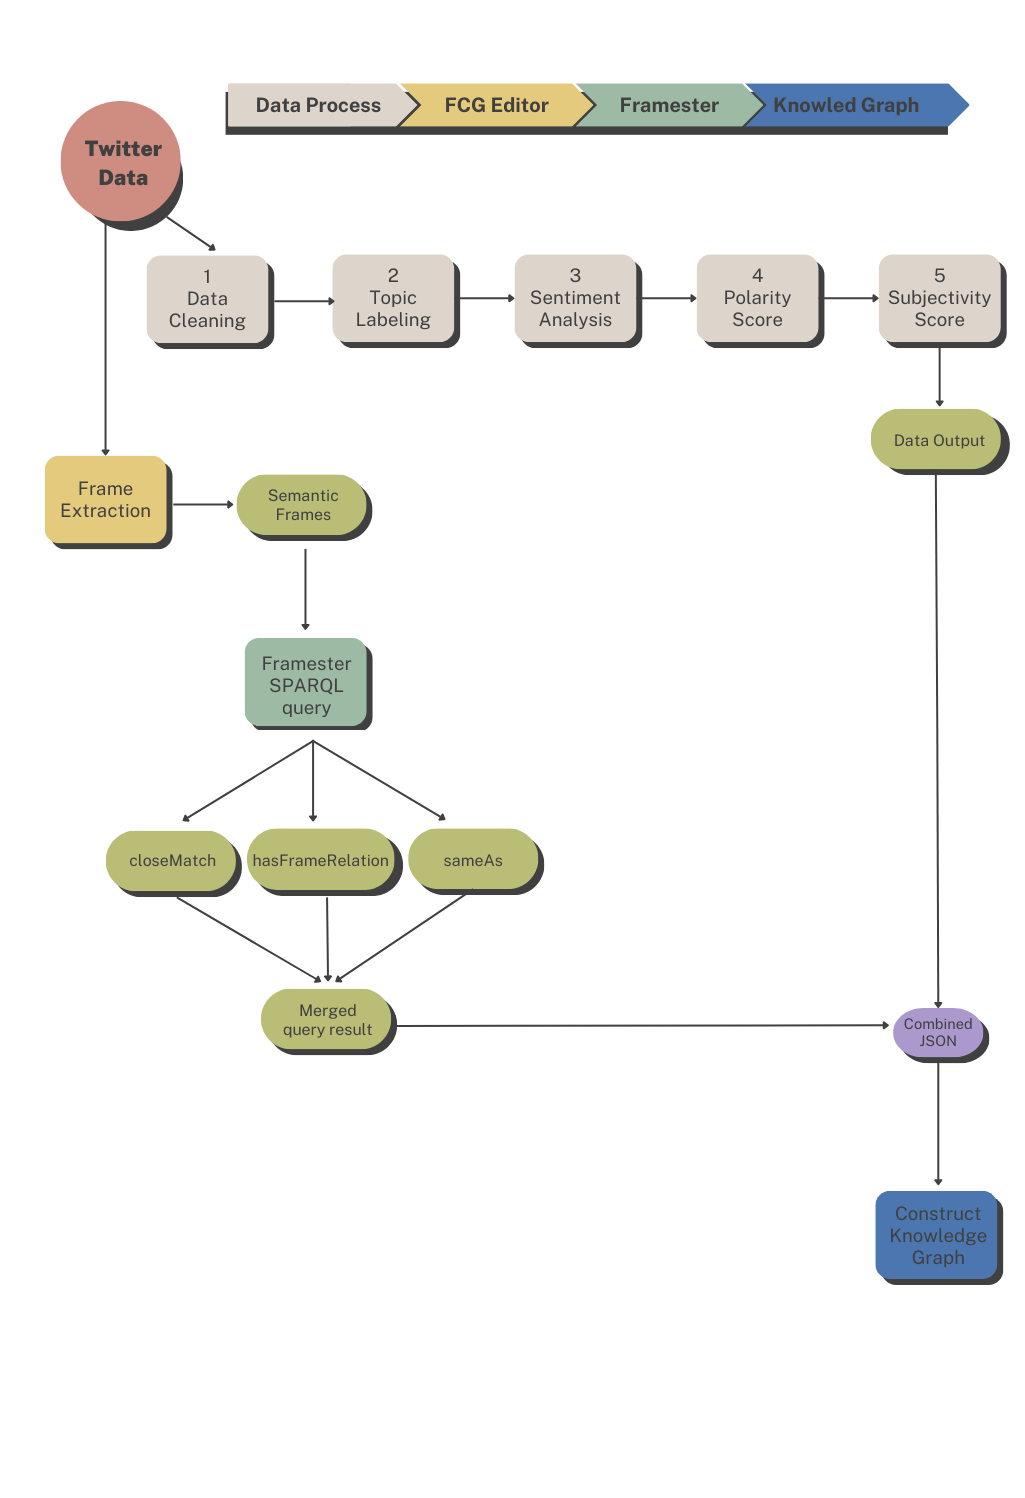 Data Process
FCG Editor
Framester
Knowled Graph
Twitter
Data
1
Data
Cleaning
2
Topic
Labeling
3
Sentiment
Analysis
4
Polarity
Score
5
Subjectivity
Score
Data Output
Frame
Extraction
Semantic
Frames
Framester
SPARQL
query
closeMatch
hasFrameRelation
sameAs
Merged
query result
Combined
JSON
Construct
Knowledge
Graph